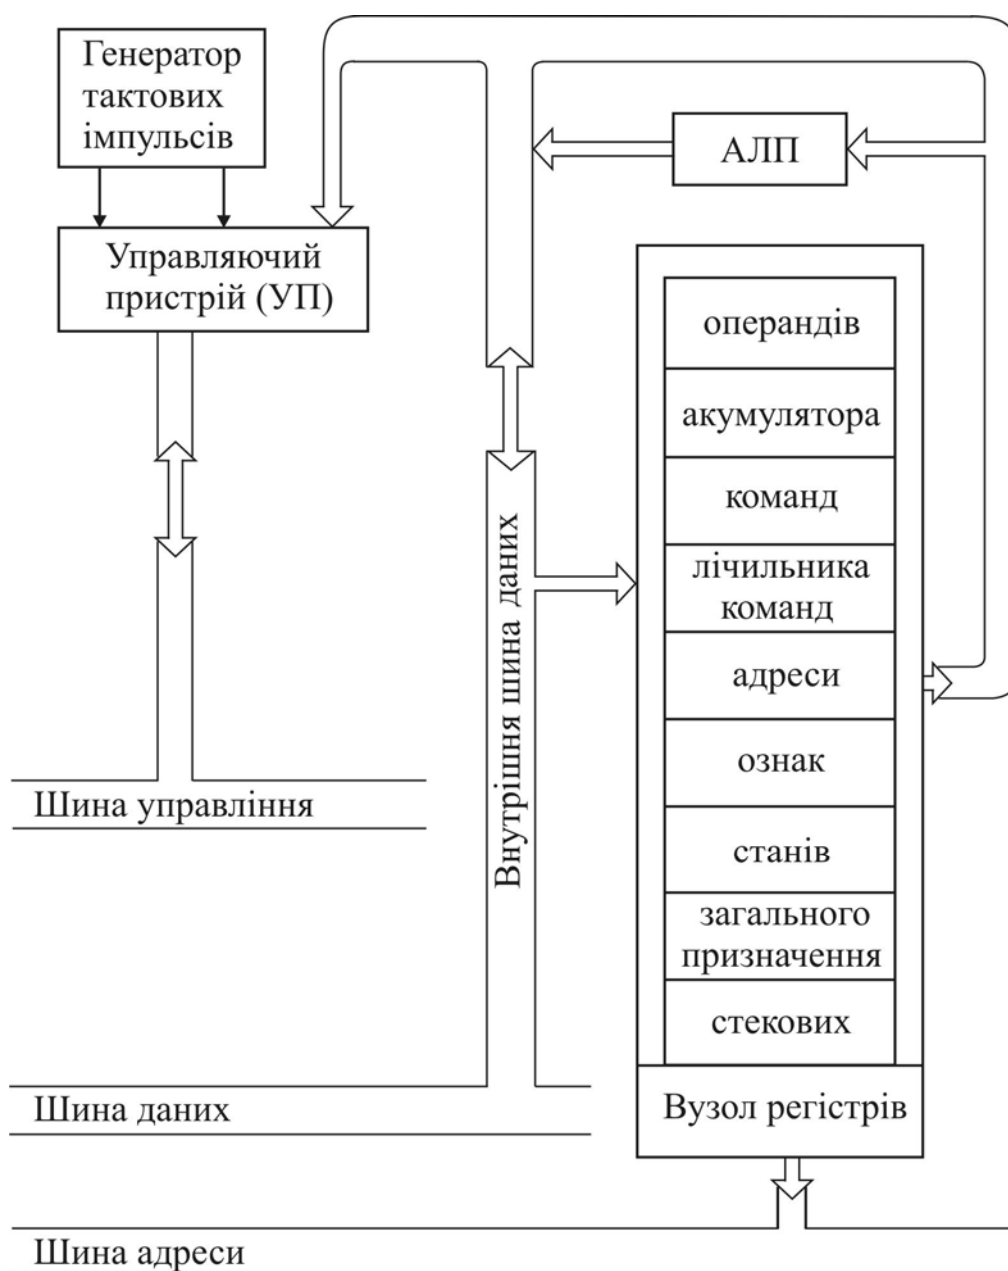 Генератор
тактових
імпульсів
АЛП
Управляючий
пристрій (УП)
операндів
акумулятора
команд
лічильника
команд
адреси
ознак
станів
загального
призначення
стекових
Вузол регістрів
Внутрішня шина даних
Шина управління
Шина даних
Шина адреси